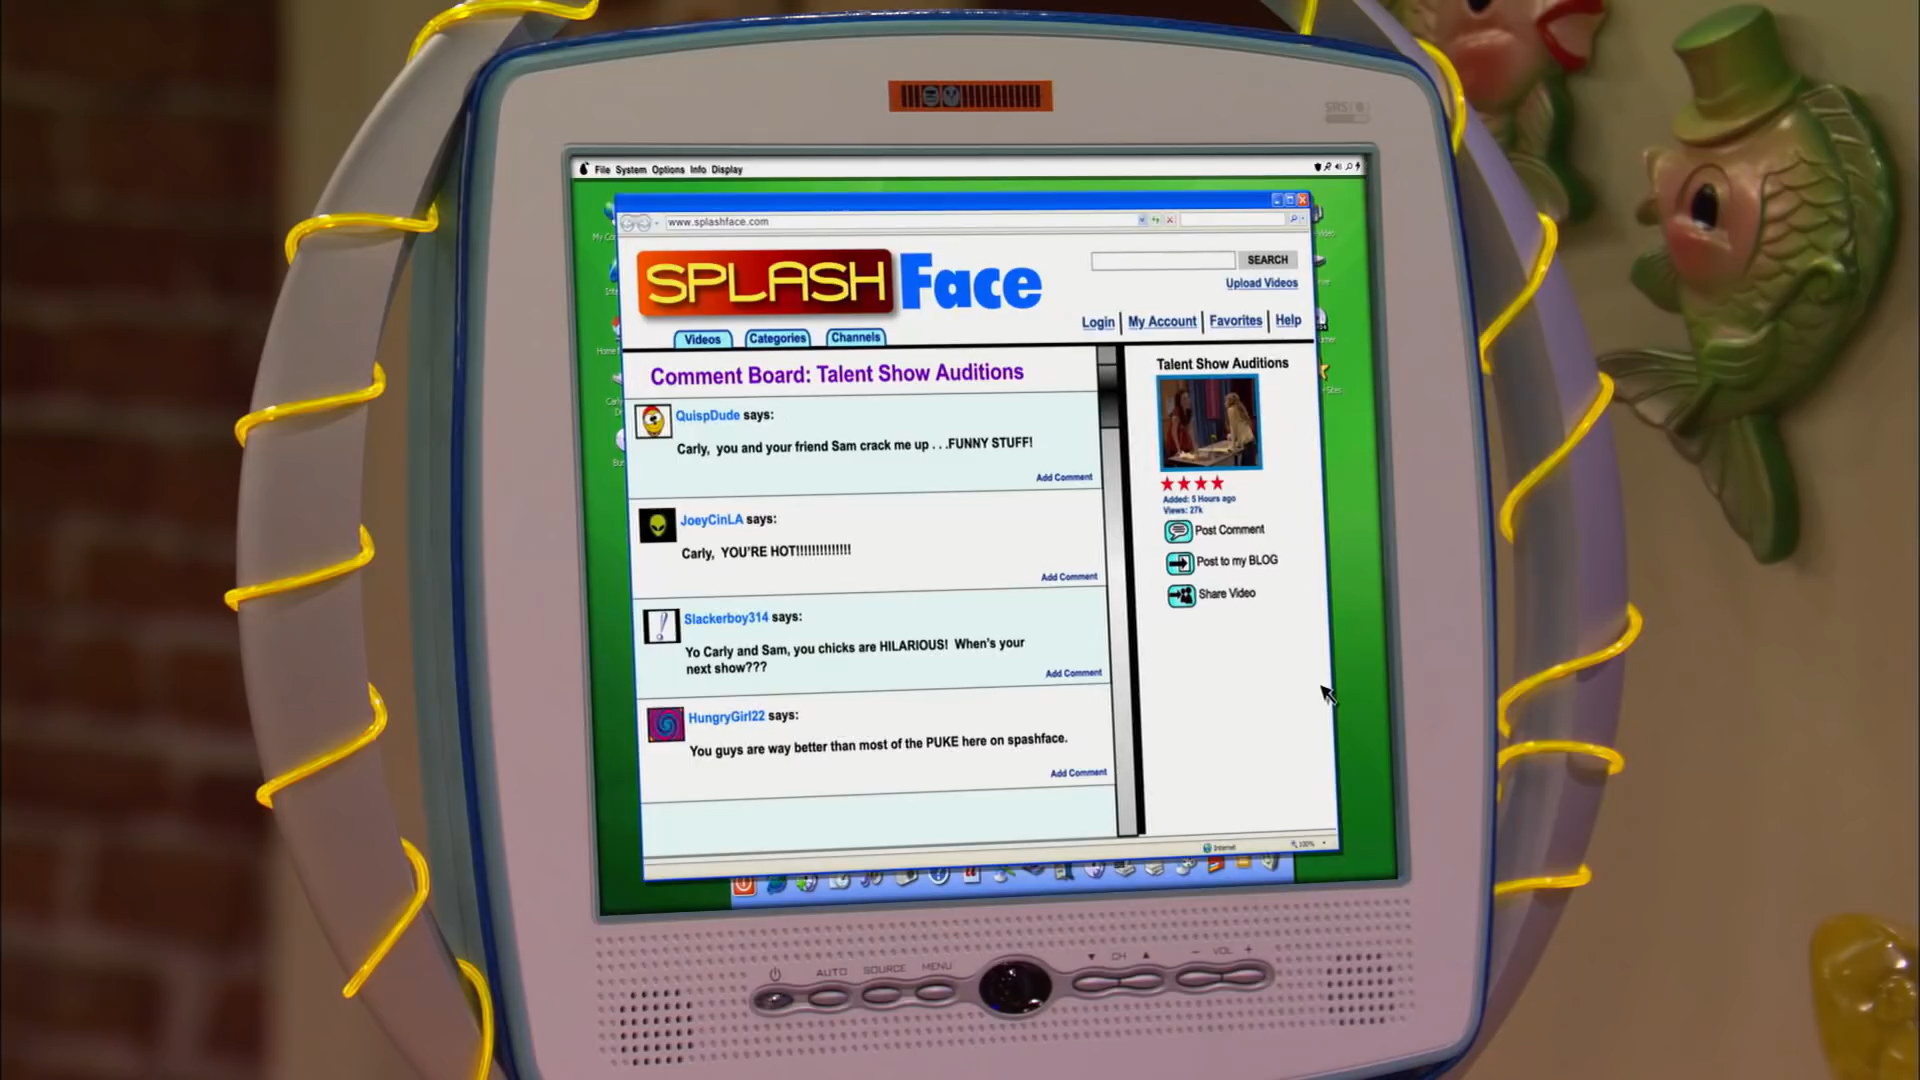 SRS
File System Options Info Display
www.splashface.com
SPLASH Face
SEARCH
Upload Videos
Login | My Account | Favorites | Help
Videos Categories Channels
Comment Board: Talent Show Auditions
QuispDude says:
Carly, you and your friend Sam crack me up . . .FUNNY STUFF!
Add Comment
JoeyCinLA says:
Carly, YOU'RE HOT!!!!!!!!!!!!!!
Add Comment
Slackerboy314 says:
Yo Carly and Sam, you chicks are HILARIOUS! When's your
next show???
Add Comment
HungryGirl22 says:
You guys are way better than most of the PUKE here on spashface.
Add Comment
Talent Show Auditions
Added: 5 Hours ago
Views: 27k
Post Comment
Post to my BLOG
Share Video
Internet
100%
AUTO SOURCE MENU CH VOL